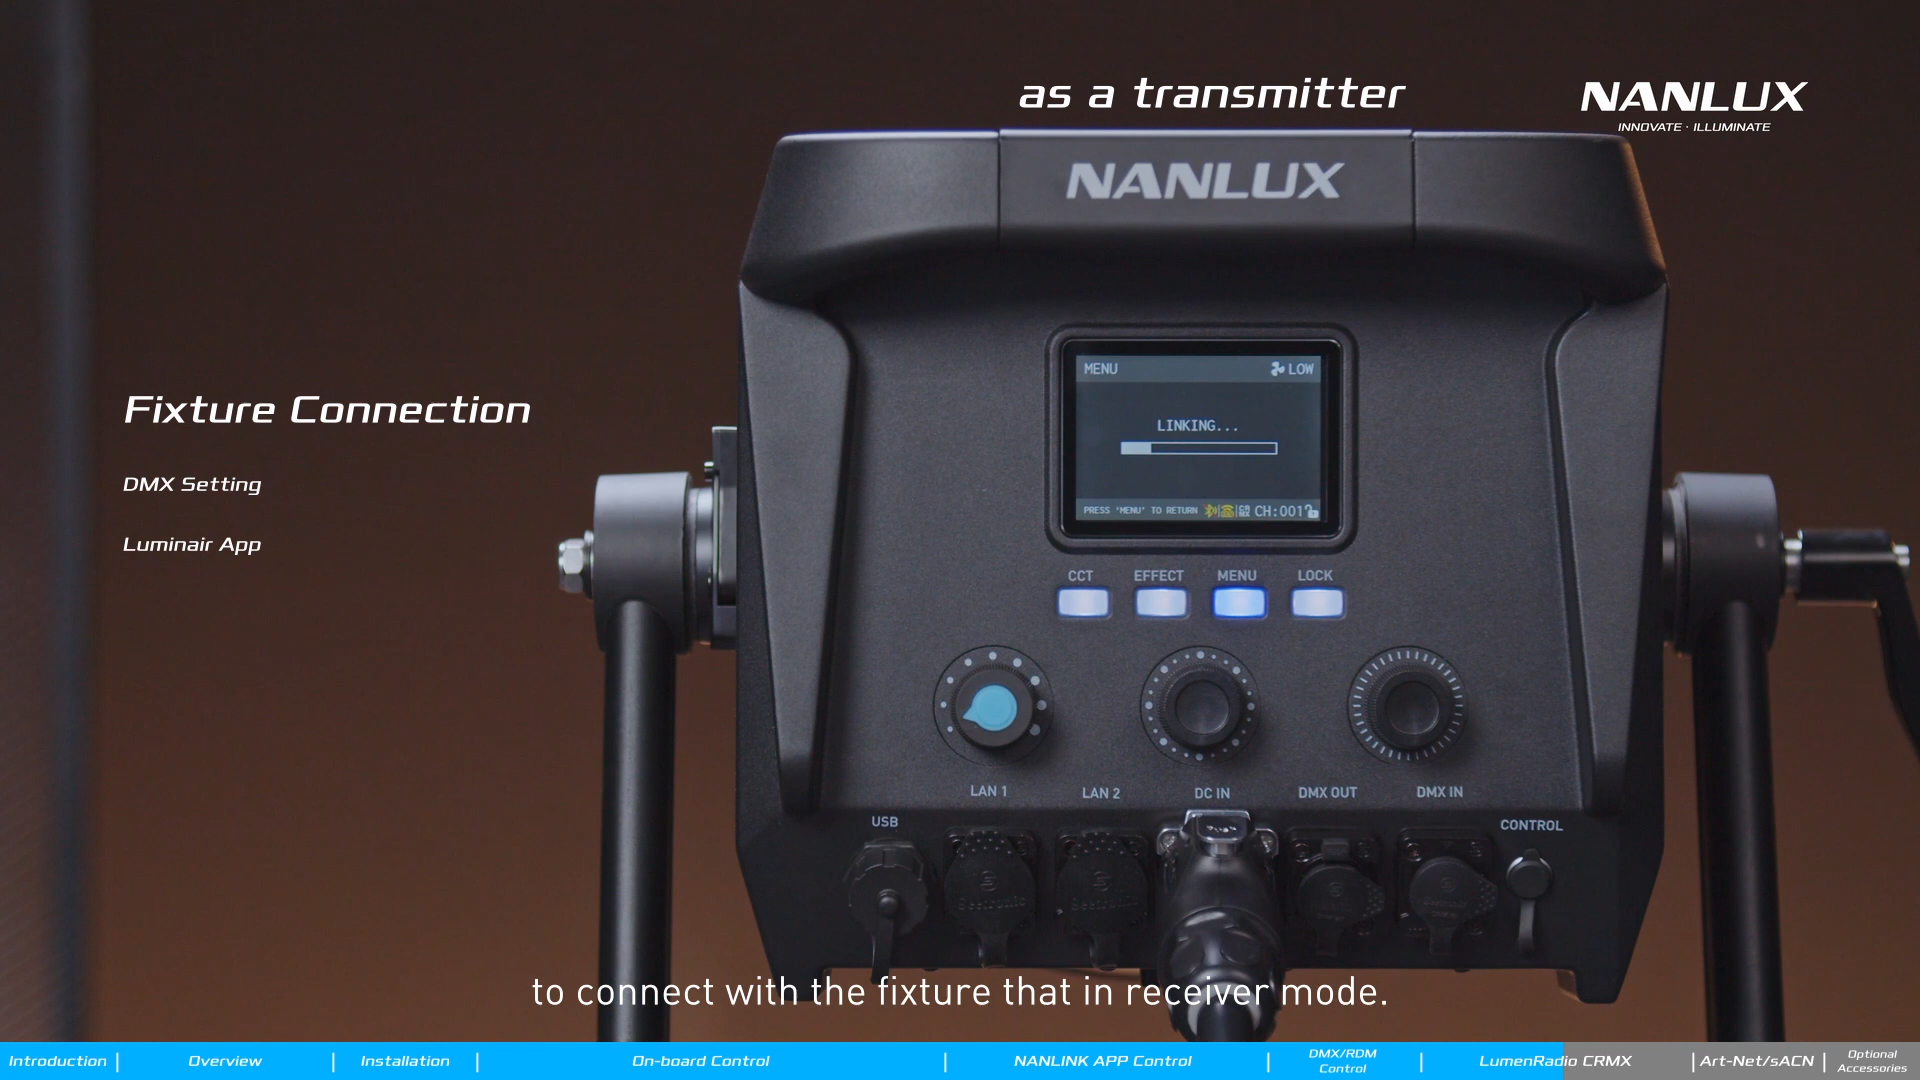 as a transmitter
NANLUX
INNOVATE · ILLUMINATE
NANLUX
MENU
LOW
LINKING...
PRESS "MENU" TO RETURN
CH:001
Fixture Connection
DMX Setting
Luminair App
CCT
EFFECT
MENU
LOCK
LAN 1
LAN 2
DC IN
DMX OUT
DMX IN
USB
CONTROL
Seetronic
Seetronic
to connect with the fixture that in receiver mode.
Introduction
Overview
Installation
On-board Control
NANLINK APP Control
DMX/RDM
Control
LumenRadio CRMX
Art-Net/sACN
Optional
Accessories